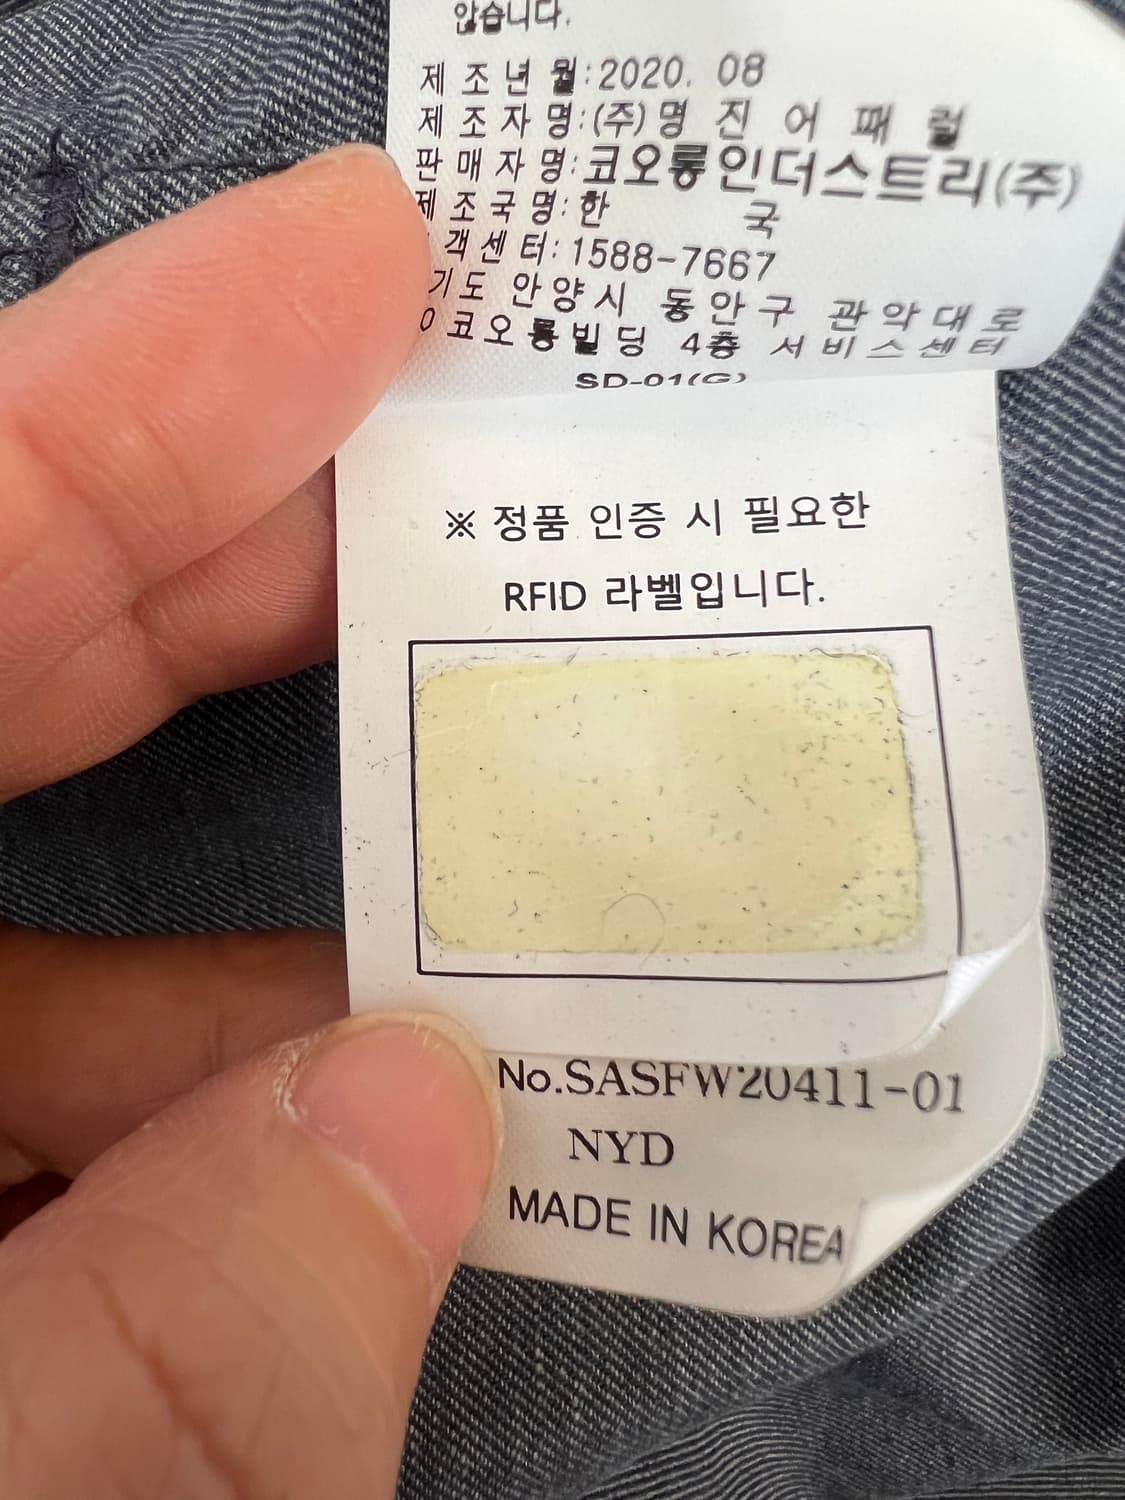 않습니다.
제 조 년 월:2020. 08
제 조 자 명:(주)명 진 어 패 럴
판 매 자 명:코오롱인더스트리(주)
제 조 국 명:한 국
객 센 터:1588-7667
기도 안양시 동안구 관악대로
0 코오롱빌딩 4층 서비스센터
SD-01(G)
※ 정품 인증 시 필요한
RFID 라벨입니다.
No.SASFW20411-01
NYD
MADE IN KOREA